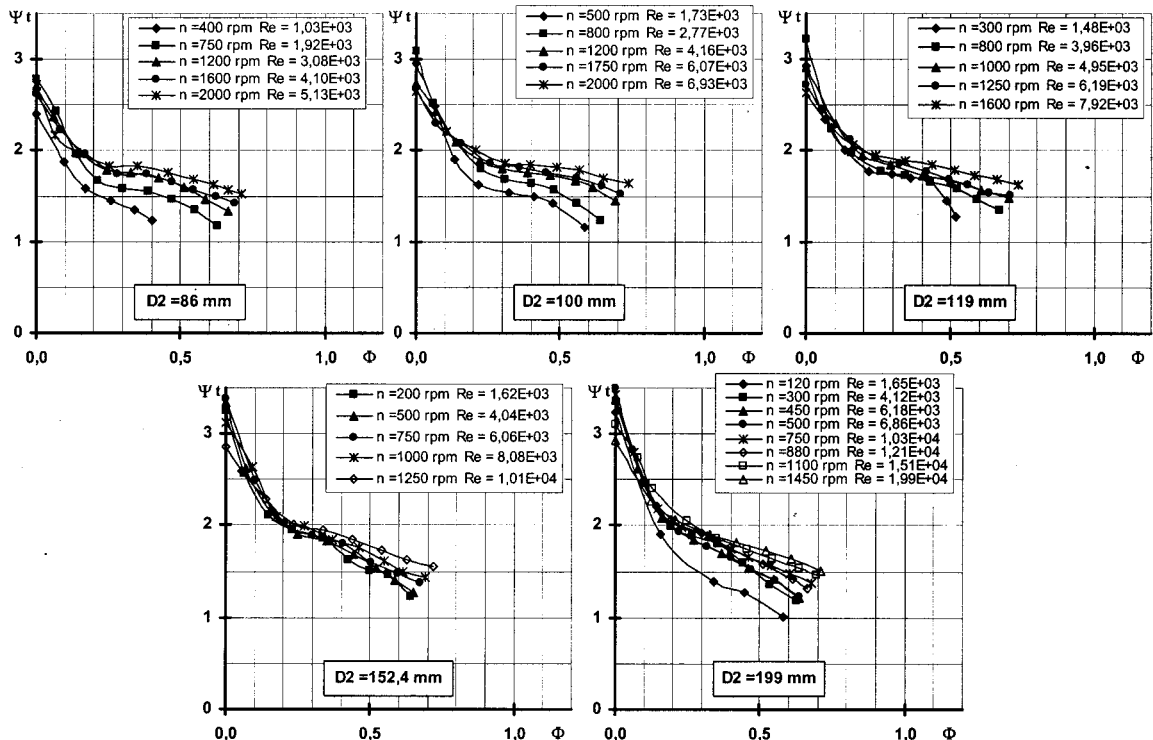 Ψ t
n =400 rpm Re = 1,03E+03
n =750 rpm Re = 1,92E+03
n =1200 rpm Re = 3,08E+03
n =1600 rpm Re = 4,10E+03
n =2000 rpm Re = 5,13E+03
3
2
1
0
D2 =86 mm
0,0 0,5 1,0 Φ
Ψ t
n =500 rpm Re = 1,73E+03
n =800 rpm Re = 2,77E+03
n =1200 rpm Re = 4,16E+03
n =1750 rpm Re = 6,07E+03
n =2000 rpm Re = 6,93E+03
3
2
1
0
D2 =100 mm
0,0 0,5 1,0 Φ
Ψ t
n =300 rpm Re = 1,48E+03
n =800 rpm Re = 3,96E+03
n =1000 rpm Re = 4,95E+03
n =1250 rpm Re = 6,19E+03
n =1600 rpm Re = 7,92E+03
3
2
1
0
D2 =119 mm
0,0 0,5 1,0 Φ
Ψ t
n =200 rpm Re = 1,62E+03
n =500 rpm Re = 4,04E+03
n =750 rpm Re = 6,06E+03
n =1000 rpm Re = 8,08E+03
n =1250 rpm Re = 1,01E+04
3
2
1
0
D2 =152,4 mm
0,0 0,5 1,0 Φ
Ψ t
n =120 rpm Re = 1,65E+03
n =300 rpm Re = 4,12E+03
n =450 rpm Re = 6,18E+03
n =500 rpm Re = 6,86E+03
n =750 rpm Re = 1,03E+04
n =880 rpm Re = 1,21E+04
n =1100 rpm Re = 1,51E+04
n =1450 rpm Re = 1,99E+04
3
2
1
0
D2 =199 mm
0,0 0,5 1,0 Φ